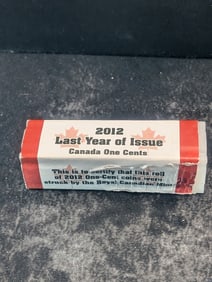 2012
Last Year of Issue
Canada One Cents
This is to certify that this roll
of 2012 One-Cent coins were
struck by the Royal Canadian Mint